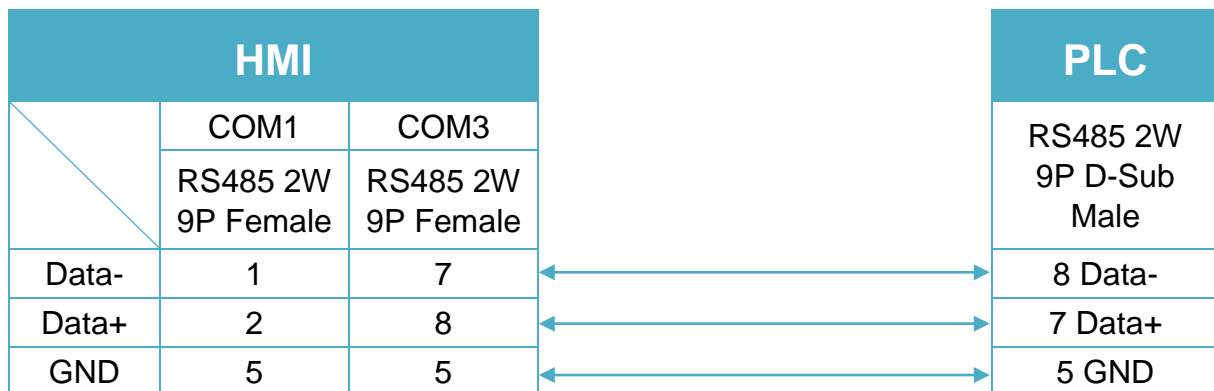 HMI
PLC
COM1 COM3
RS485 2W
9P Female
RS485 2W
9P Female
RS485 2W
9P D-Sub
Male
Data- 1 7 8 Data-
Data+ 2 8 7 Data+
GND 5 5 5 GND